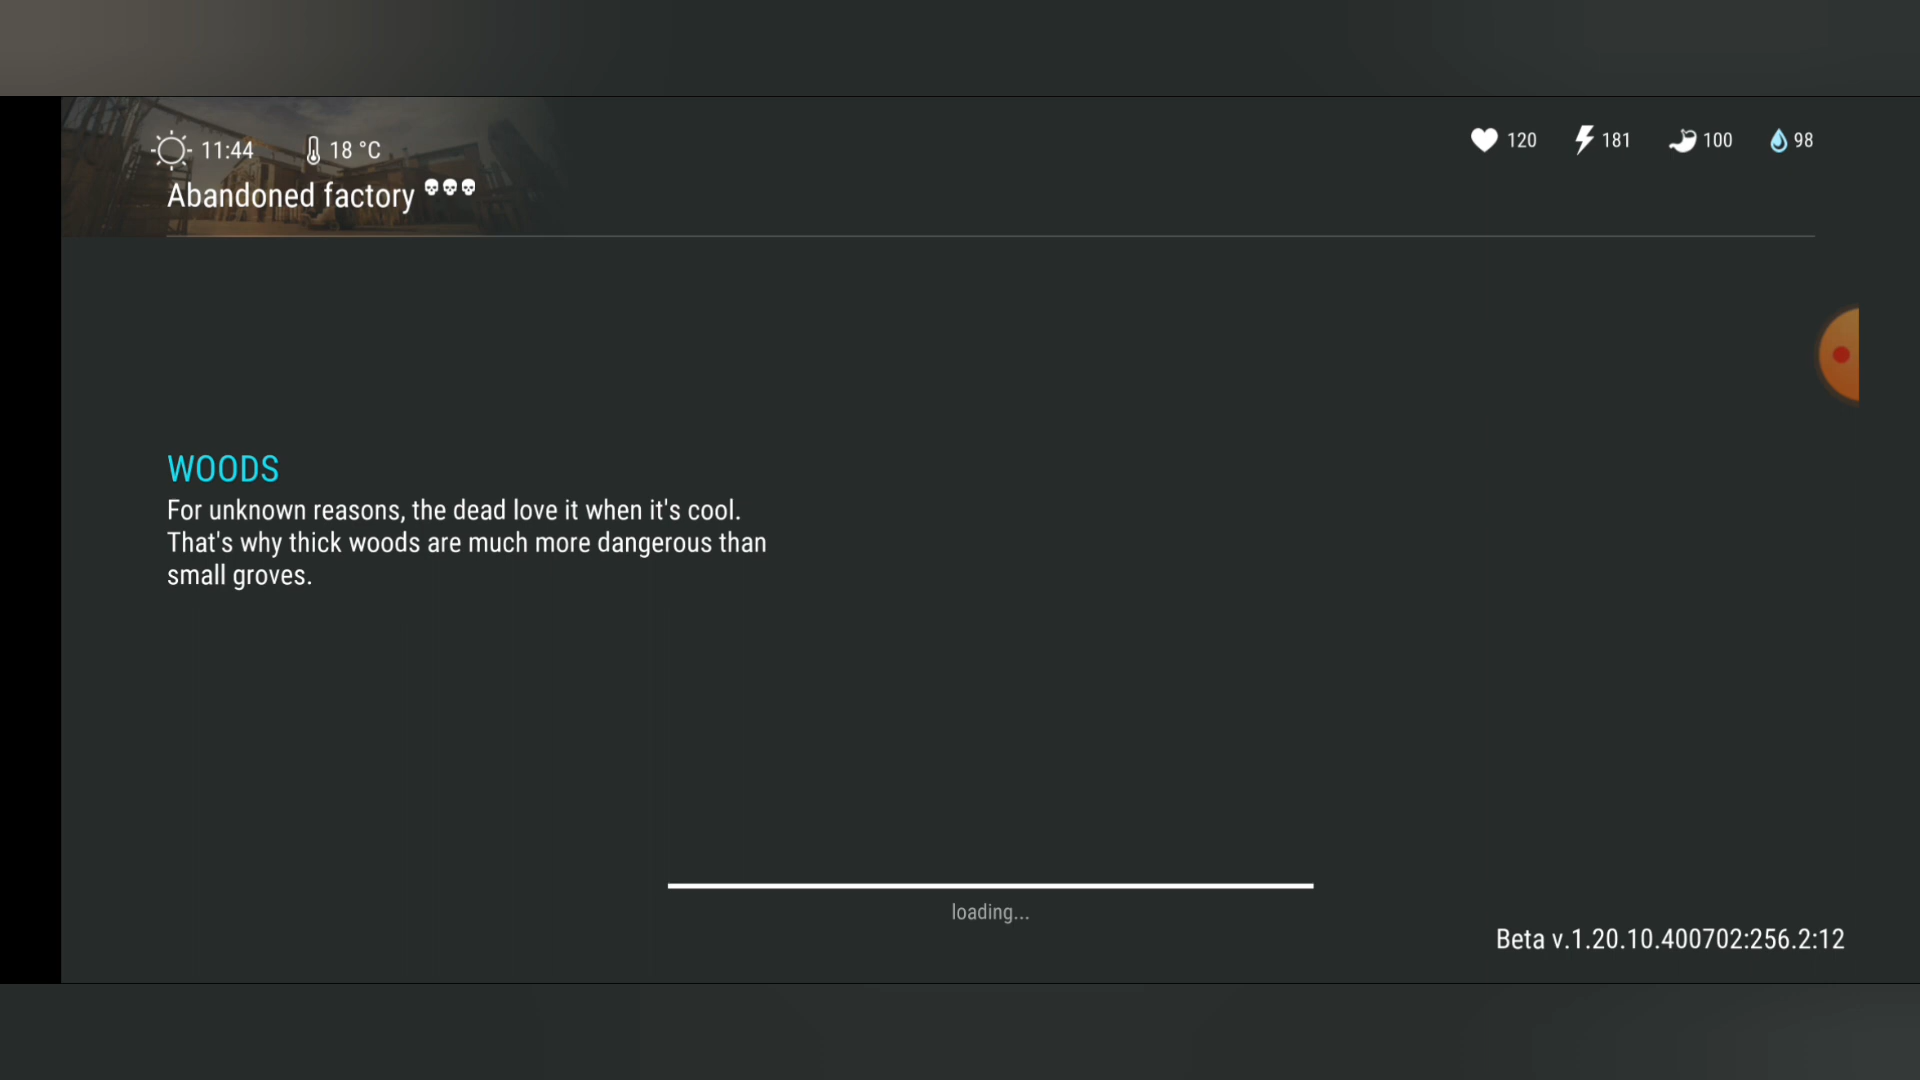 11:44 18 °C
120 181 100 98
Abandoned factory
WOODS
For unknown reasons, the dead love it when it's cool.
That's why thick woods are much more dangerous than
small groves.
loading...
Beta v.1.20.10.400702:256.2:12